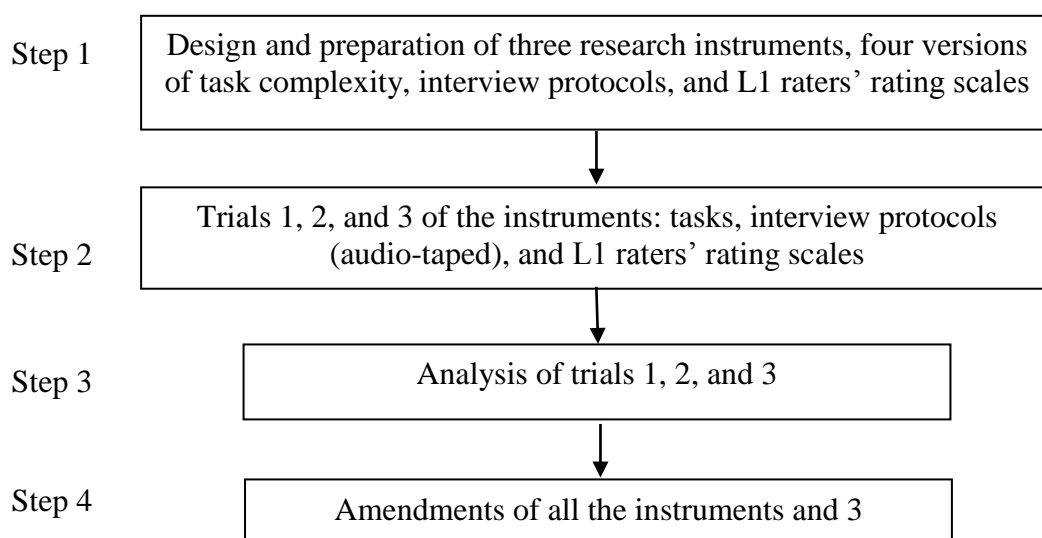 Step 1
Design and preparation of three research instruments, four versions
of task complexity, interview protocols, and L1 raters’ rating scales
Step 2
Trials 1, 2, and 3 of the instruments: tasks, interview protocols
(audio-taped), and L1 raters’ rating scales
Step 3
Analysis of trials 1, 2, and 3
Step 4
Amendments of all the instruments and 3